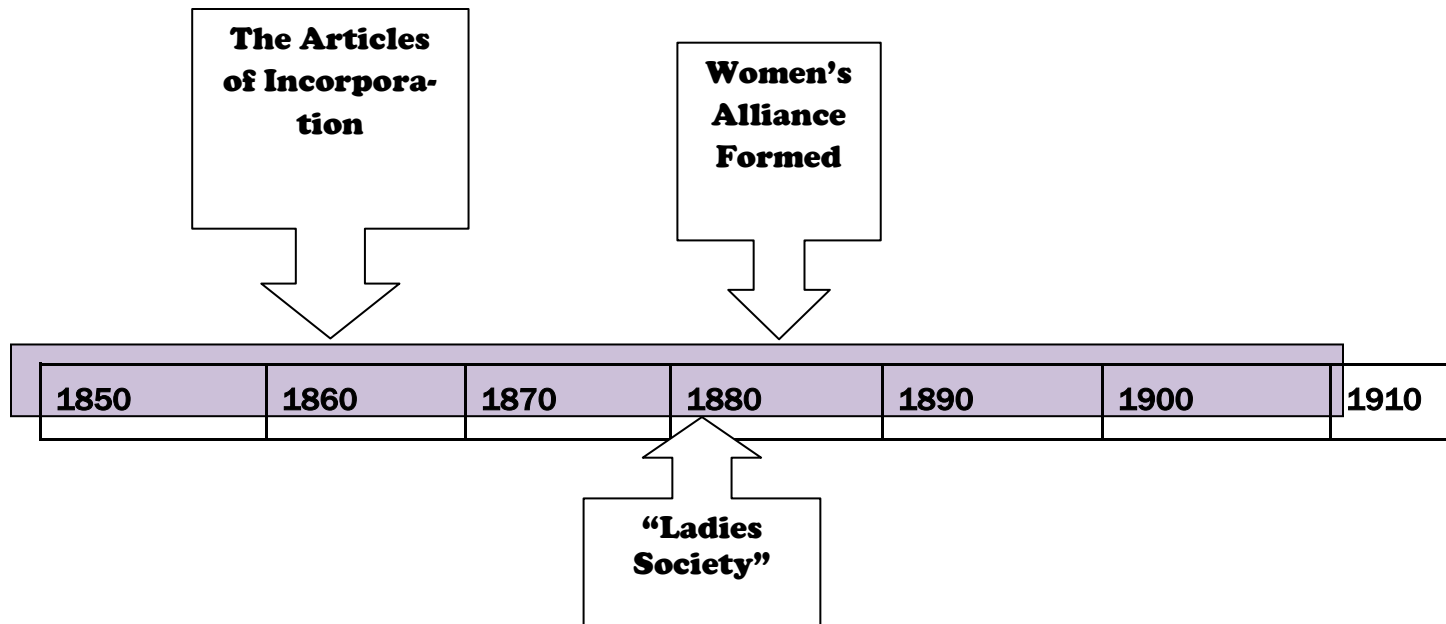 The Articles
of Incorpora-
tion
Women’s
Alliance
Formed
1850 1860 1870 1880 1890 1900 1910
“Ladies
Society”